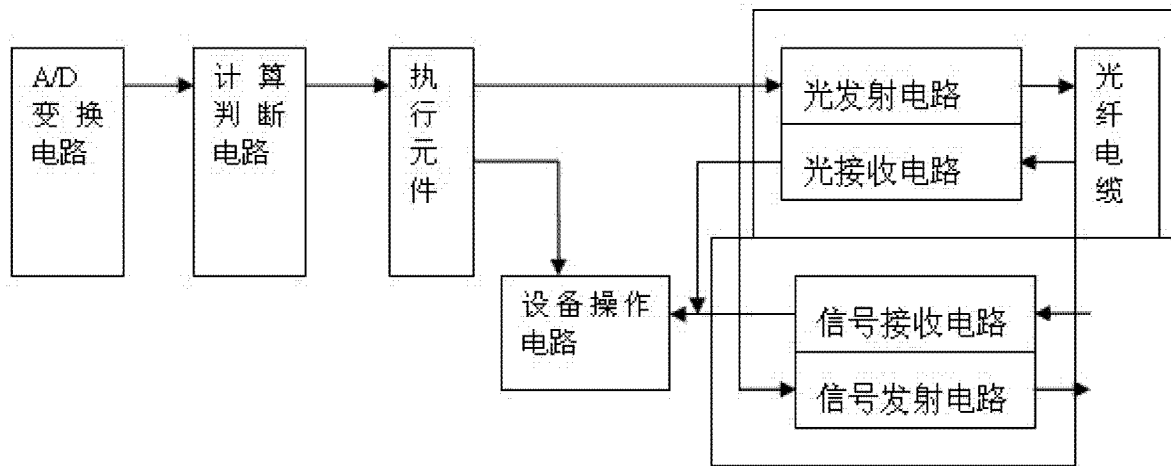 A/D
变换
电路
计算
判断
电路
执
行
元
件
光发射电路
光接收电路
光
纤
电
缆
设备操作
电路
信号接收电路
信号发射电路